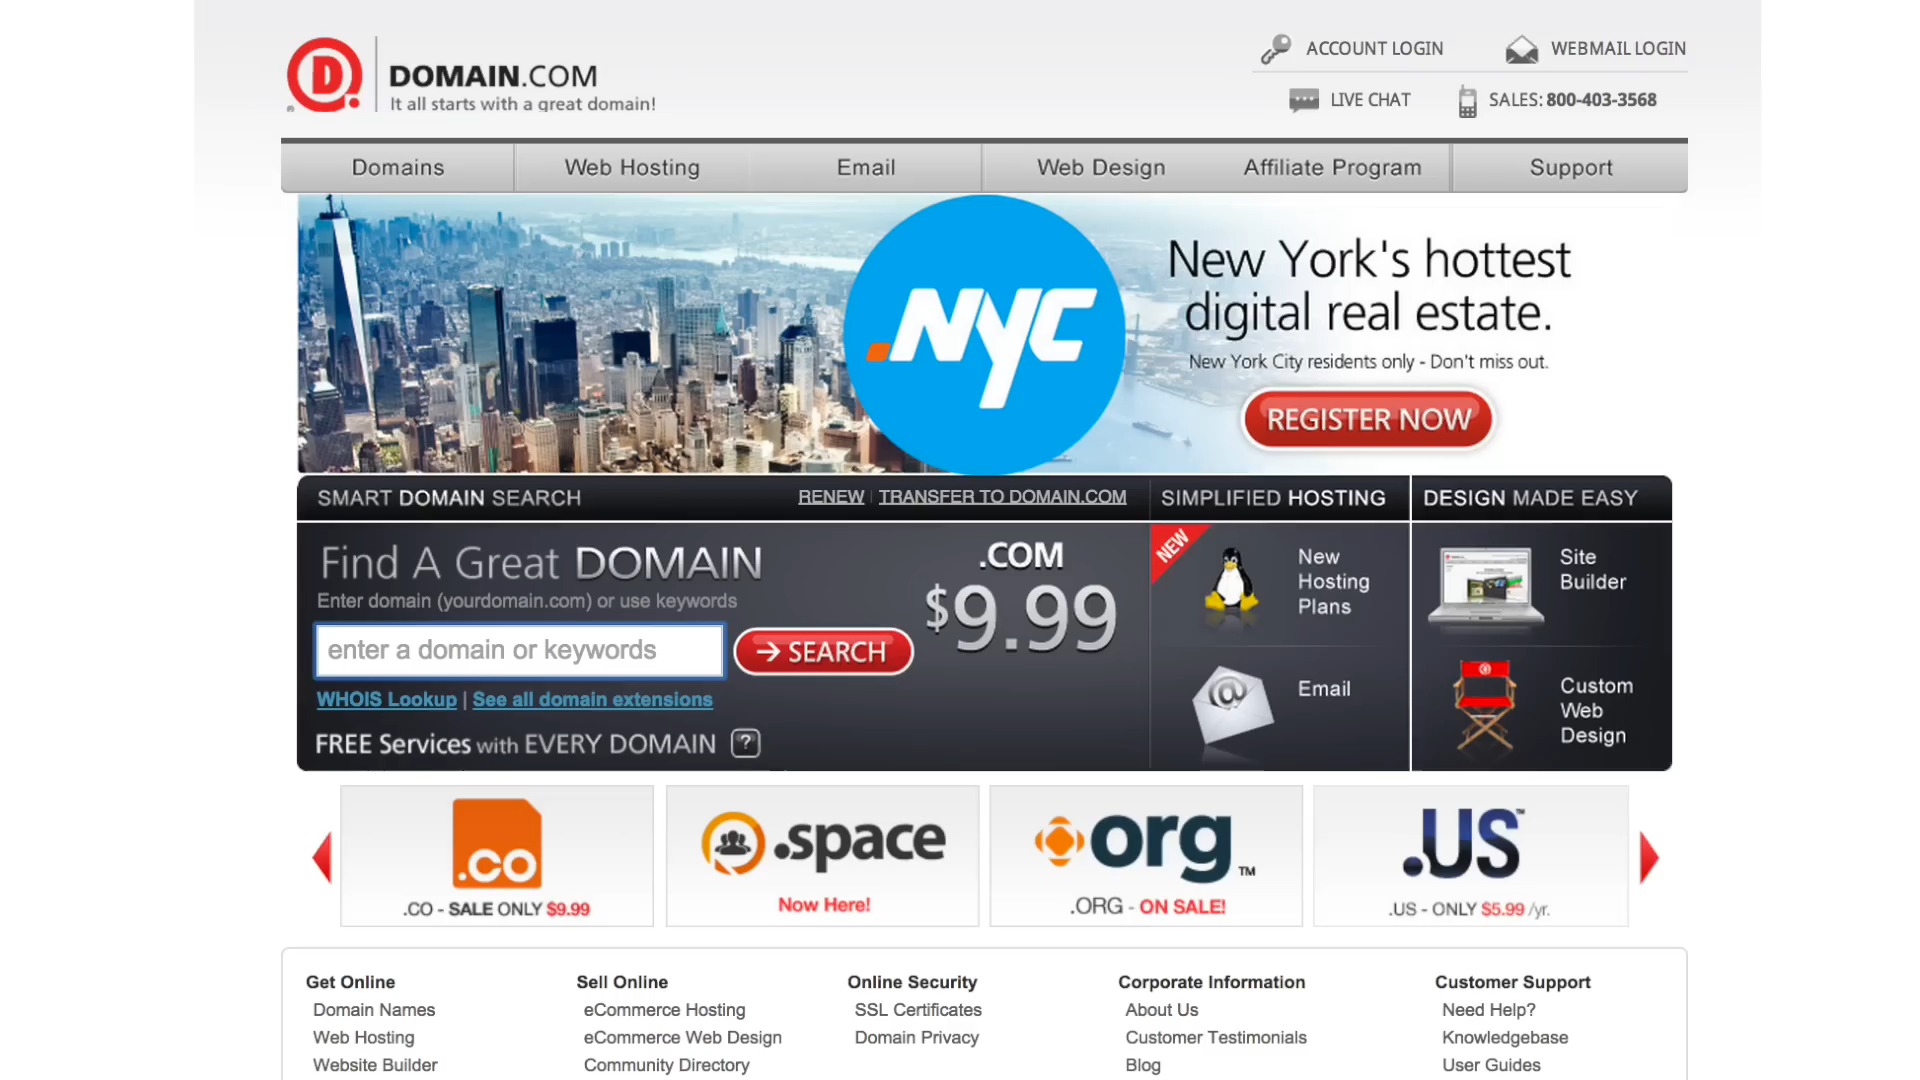 ACCOUNT LOGIN
WEBMAIL LOGIN
D
DOMAIN.COM
It all starts with a great domain!
LIVE CHAT
SALES: 800-403-3568
Domains
Web Hosting
Email
Web Design
Affiliate Program
Support
.NYC
New York's hottest
digital real estate.
New York City residents only - Don't miss out.
REGISTER NOW
SMART DOMAIN SEARCH
RENEW | TRANSFER TO DOMAIN.COM
SIMPLIFIED HOSTING
DESIGN MADE EASY
Find A Great DOMAIN
Enter domain (yourdomain.com) or use keywords
enter a domain or keywords
SEARCH
WHOIS Lookup | See all domain extensions
FREE Services with EVERY DOMAIN ?
.COM
$9.99
NEW
New
Hosting
Plans
@
Email
Site
Builder
Custom
Web
Design
.co
.CO - SALE ONLY $9.99
.space
Now Here!
org™
.ORG - ON SALE!
.US™
.US - ONLY $5.99 /yr.
Get Online
Domain Names
Web Hosting
Website Builder
Sell Online
eCommerce Hosting
eCommerce Web Design
Community Directory
Online Security
SSL Certificates
Domain Privacy
Corporate Information
About Us
Customer Testimonials
Blog
Customer Support
Need Help?
Knowledgebase
User Guides